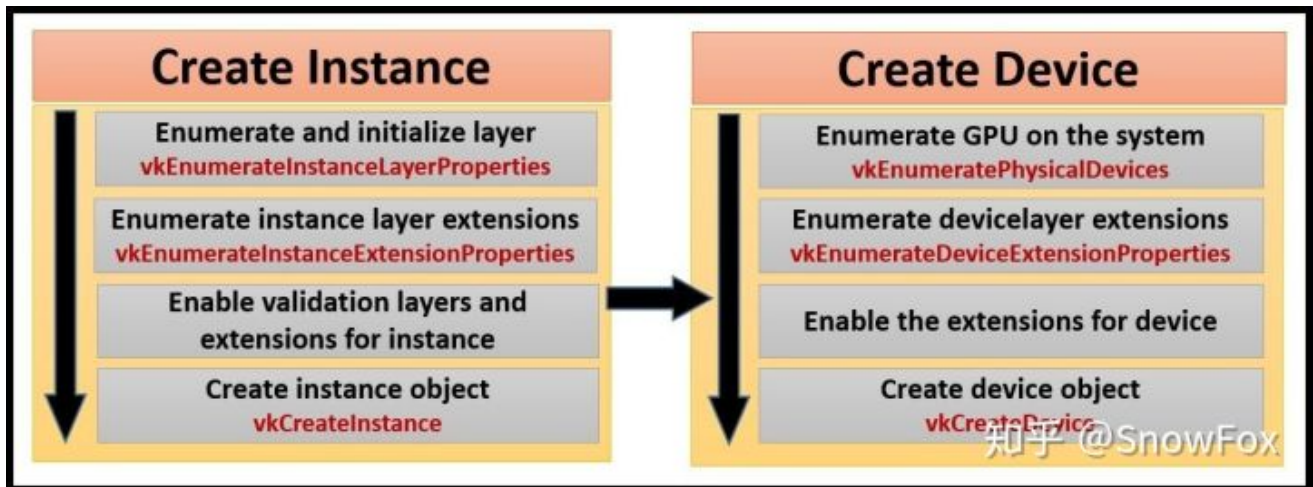 Create Instance
Enumerate and initialize layer
vkEnumerateInstanceLayerProperties
Enumerate instance layer extensions
vkEnumerateInstanceExtensionProperties
Enable validation layers and
extensions for instance
Create instance object
vkCreateInstance
Create Device
Enumerate GPU on the system
vkEnumeratePhysicalDevices
Enumerate devicelayer extensions
vkEnumerateDeviceExtensionProperties
Enable the extensions for device
Create device object
vkCreateDevice
知乎 @SnowFox